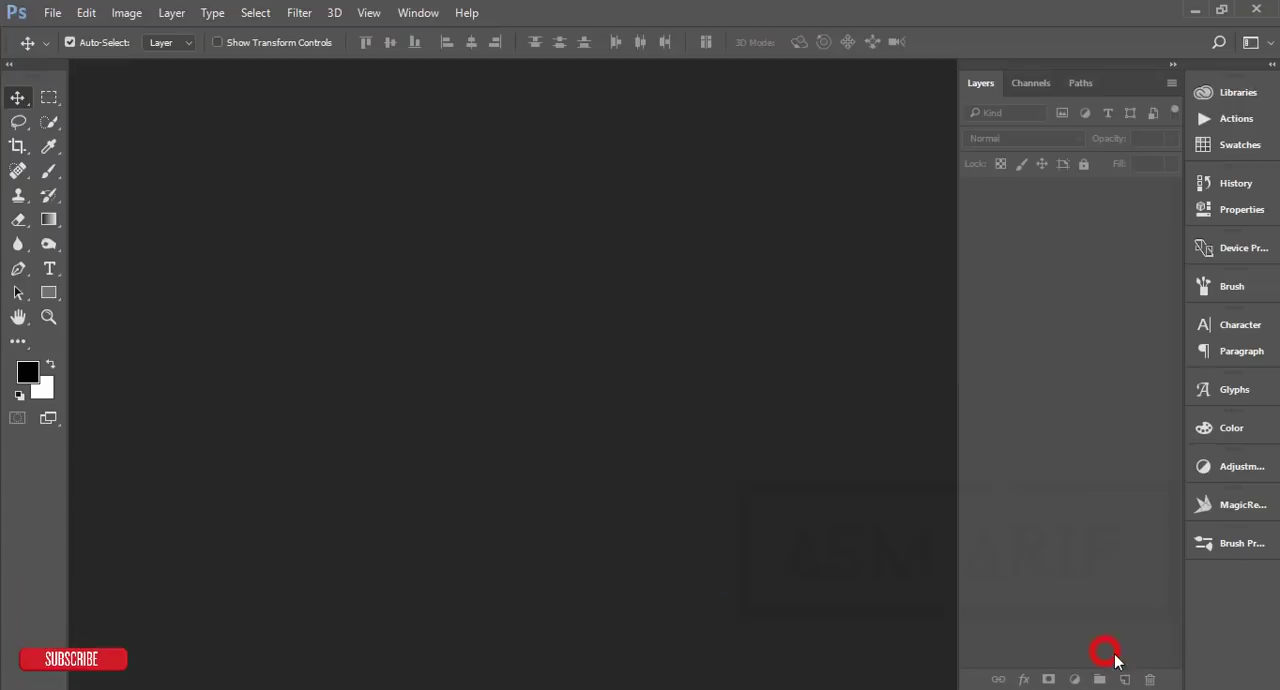 Ps File Edit Image Layer Type Select Filter 3D View Window Help
Auto-Select: Layer Show Transform Controls 3D Mode:
Layers Channels Paths
Kind
Normal Opacity:
Lock: Fill:
Libraries
Actions
Swatches
History
Properties
Device Pr...
Brush
Character
Paragraph
Glyphs
Color
Adjustm...
MagicRe...
Brush Pr...
ASM ARIF
SUBSCRIBE